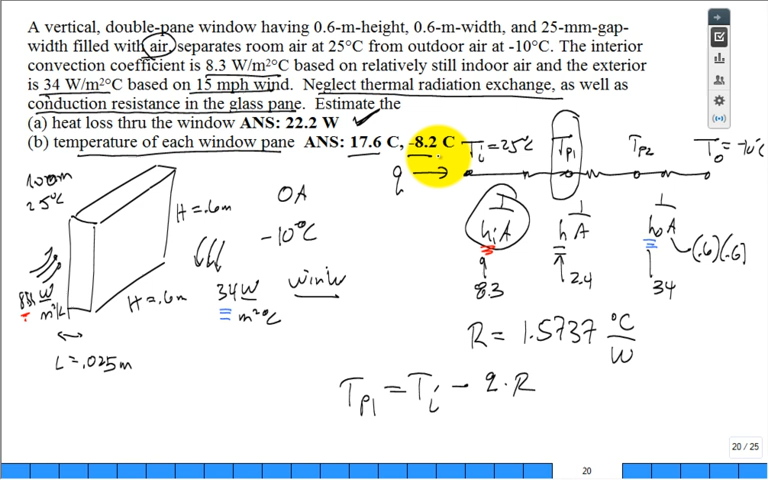 A vertical, double-pane window having 0.6-m-height, 0.6-m-width, and 25-mm-gap-
width filled with air, separates room air at 25°C from outdoor air at -10°C. The interior
convection coefficient is 8.3 W/m²°C based on relatively still indoor air and the exterior
is 34 W/m²°C based on 15 mph wind. Neglect thermal radiation exchange, as well as
conduction resistance in the glass pane. Estimate the
(a) heat loss thru the window ANS: 22.2 W
(b) temperature of each window pane ANS: 17.6 C, -8.2 C
q Ti = 25°C Tp1 Tp2 To = -10°C
room
25°C
H = .6m
OA
-10°C
1 1 1
hiA hA hoA (.6)(.6)
8.3 2.4 34
34W
m²°C
H = .6m
L = .025m
R = 1.5737 °C
W
Tp1 = Ti - q.R
20 / 25
20